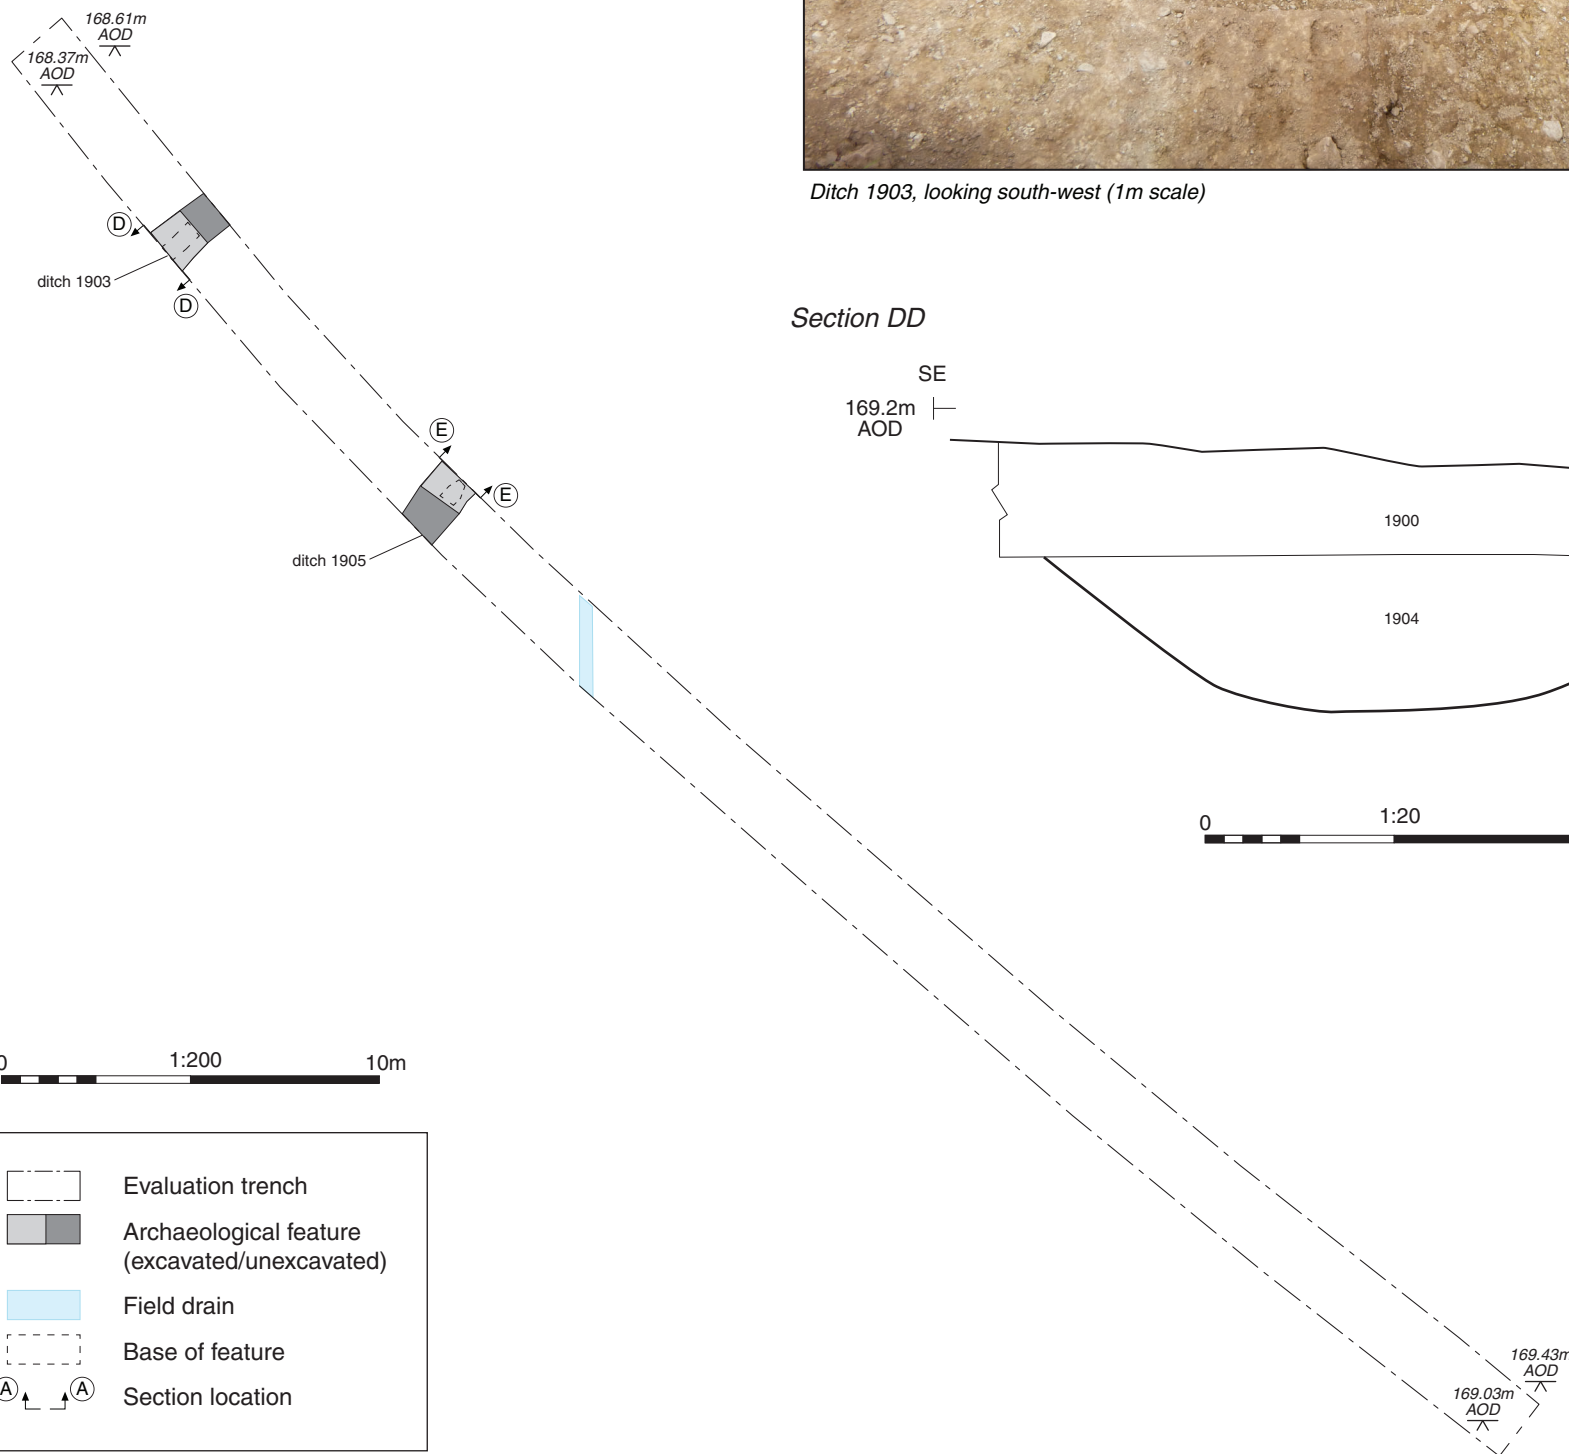 168.61m
AOD
168.37m
AOD
D
ditch 1903
D
E
E
ditch 1905
Ditch 1903, looking south-west (1m scale)
Section DD
SE
169.2m
AOD
1900
1904
0
1:20
0
1:200
10m
Evaluation trench
Archaeological feature
(excavated/unexcavated)
Field drain
Base of feature
A
A
Section location
169.43m
AOD
169.03m
AOD